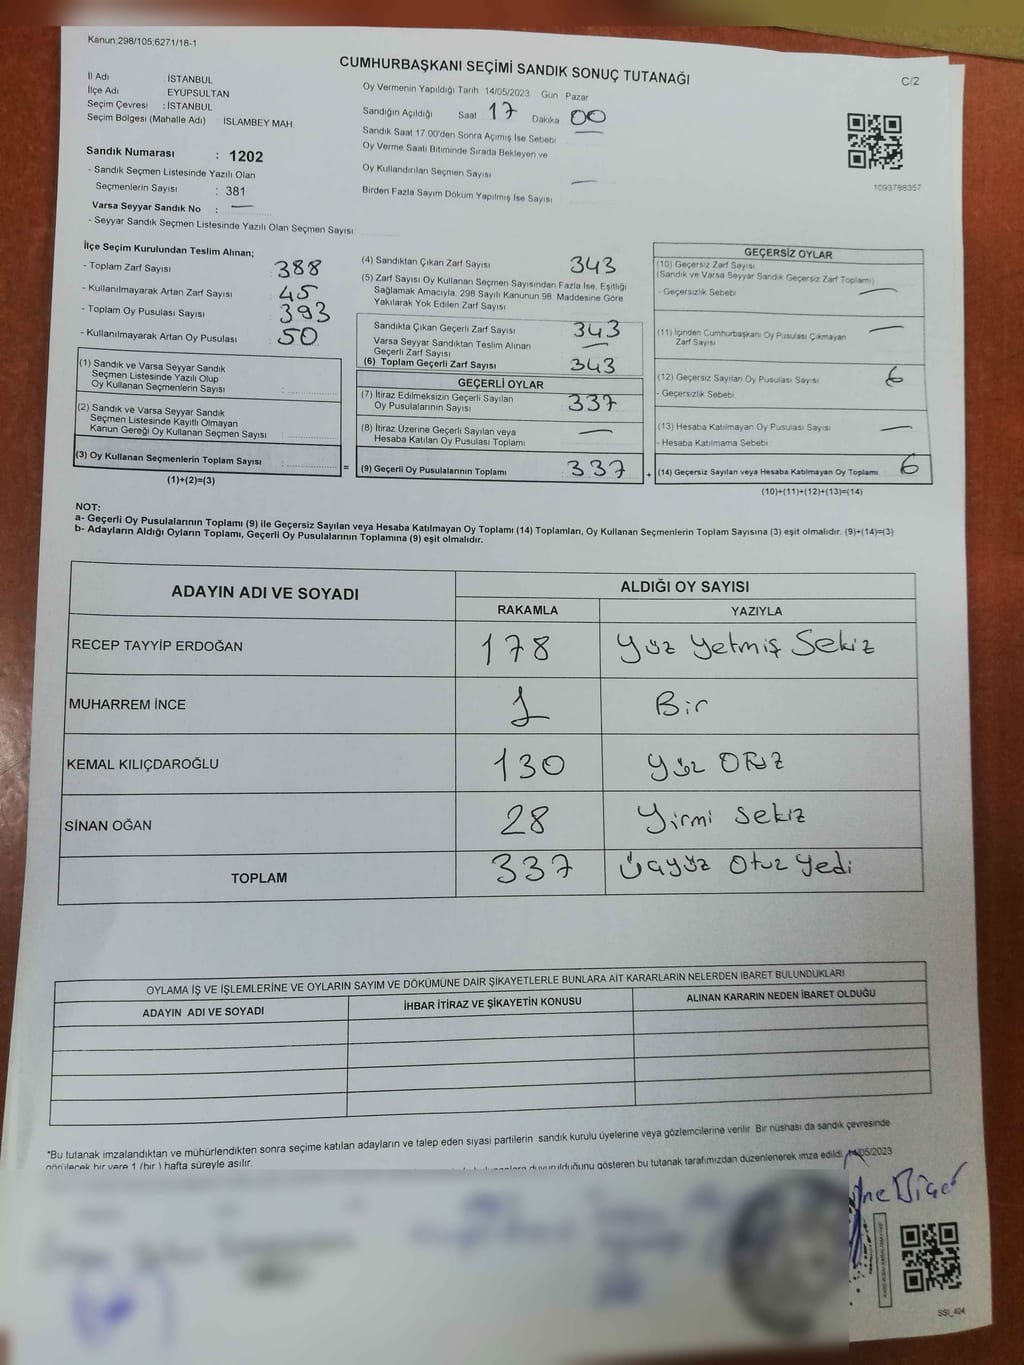 Kanun:298/105,6271/18-1
CUMHURBAŞKANI SEÇİMİ SANDIK SONUÇ TUTANAĞI
C/2
İl Adı : İSTANBUL
İlçe Adı : EYÜPSULTAN
Seçim Çevresi : İSTANBUL
Seçim Bölgesi (Mahalle Adı) : İSLAMBEY MAH.
Sandık Numarası : 1202
- Sandık Seçmen Listesinde Yazılı Olan
Seçmenlerin Sayısı : 381
Varsa Seyyar Sandık No : —
- Seyyar Sandık Seçmen Listesinde Yazılı Olan Seçmen Sayısı
Oy Vermenin Yapıldığı Tarih 14/05/2023 Gün Pazar
Sandığın Açıldığı Saat 17 Dakika 00
Sandık Saat 17.00'den Sonra Açımış İse Sebebi —
Oy Verme Saati Bitiminde Sırada Bekleyen ve
Oy Kullandırılan Seçmen Sayısı —
Birden Fazla Sayım Döküm Yapılmış İse Sayısı
1093788357
İlçe Seçim Kurulundan Teslim Alınan;
- Toplam Zarf Sayısı 388
- Kullanılmayarak Artan Zarf Sayısı 45
- Toplam Oy Pusulası Sayısı 393
- Kullanılmayarak Artan Oy Pusulası 50
(1) Sandık ve Varsa Seyyar Sandık
Seçmen Listesinde Yazılı Olup
Oy Kullanan Seçmenlerin Sayısı :
(2) Sandık ve Varsa Seyyar Sandık
Seçmen Listesinde Kayıtlı Olmayan
Kanun Gereği Oy Kullanan Seçmen Sayısı :
(3) Oy Kullanan Seçmenlerin Toplam Sayısı : =
(1)+(2)=(3)
(4) Sandıktan Çıkan Zarf Sayısı 343
(5) Zarf Sayısı Oy Kullanan Seçmen Sayısından Fazla İse, Eşitliği
Sağlamak Amacıyla, 298 Sayılı Kanunun 98. Maddesine Göre
Yakılarak Yok Edilen Zarf Sayısı
Sandıkta Çıkan Geçerli Zarf Sayısı 343
Varsa Seyyar Sandıktan Teslim Alınan
Geçerli Zarf Sayısı —
(6) Toplam Geçerli Zarf Sayısı 343
GEÇERLİ OYLAR
(7) İtiraz Edilmeksizin Geçerli Sayılan
Oy Pusulalarının Sayısı 337
(8) İtiraz Üzerine Geçerli Sayılan veya
Hesaba Katılan Oy Pusulası Toplamı —
(9) Geçerli Oy Pusulalarının Toplamı 337 +
GEÇERSİZ OYLAR
(10) Geçersiz Zarf Sayısı
(Sandık ve Varsa Seyyar Sandık Geçersiz Zarf Toplamı)
- Geçersizlik Sebebi —
(11) İçinden Cumhurbaşkanı Oy Pusulası Çıkmayan
Zarf Sayısı —
(12) Geçersiz Sayılan Oy Pusulası Sayısı 6
- Geçersizlik Sebebi
(13) Hesaba Katılmayan Oy Pusulası Sayısı —
- Hesaba Katılmama Sebebi
(14) Geçersiz Sayılan veya Hesaba Katılmayan Oy Toplamı 6
(10)+(11)+(12)+(13)=(14)
NOT:
a- Geçerli Oy Pusulalarının Toplamı (9) ile Geçersiz Sayılan veya Hesaba Katılmayan Oy Toplamı (14) Toplamları, Oy Kullanan Seçmenlerin Toplam Sayısına (3) eşit olmalıdır. (9)+(14)=(3)
b- Adayların Aldığı Oyların Toplamı, Geçerli Oy Pusulalarının Toplamına (9) eşit olmalıdır.
ADAYIN ADI VE SOYADI
ALDIĞI OY SAYISI
RAKAMLA YAZIYLA
RECEP TAYYİP ERDOĞAN 178 Yüz Yetmiş Sekiz
MUHARREM İNCE 1 Bir
KEMAL KILIÇDAROĞLU 130 Yüz Otuz
SİNAN OĞAN 28 Yirmi sekiz
TOPLAM 337 Üçyüz Otuz Yedi
OYLAMA İŞ VE İŞLEMLERİNE VE OYLARIN SAYIM VE DÖKÜMÜNE DAİR ŞİKAYETLERLE BUNLARA AİT KARARLARIN NELERDEN İBARET BULUNDUKLARI
ADAYIN ADI VE SOYADI İHBAR İTİRAZ VE ŞİKAYETİN KONUSU ALINAN KARARIN NEDEN İBARET OLDUĞU
*Bu tutanak imzalandıktan ve mühürlendikten sonra seçime katılan adayların ve talep eden siyasi partilerin sandık kurulu üyelerine veya gözlemcilerine verilir. Bir nüshası da sandık çevresinde
görülecek bir yere 1 (bir) hafta süreyle asılır.
duyurulduğunu gösteren bu tutanak tarafımızdan düzenlenerek imza edildi. 14/05/2023
SSI_404